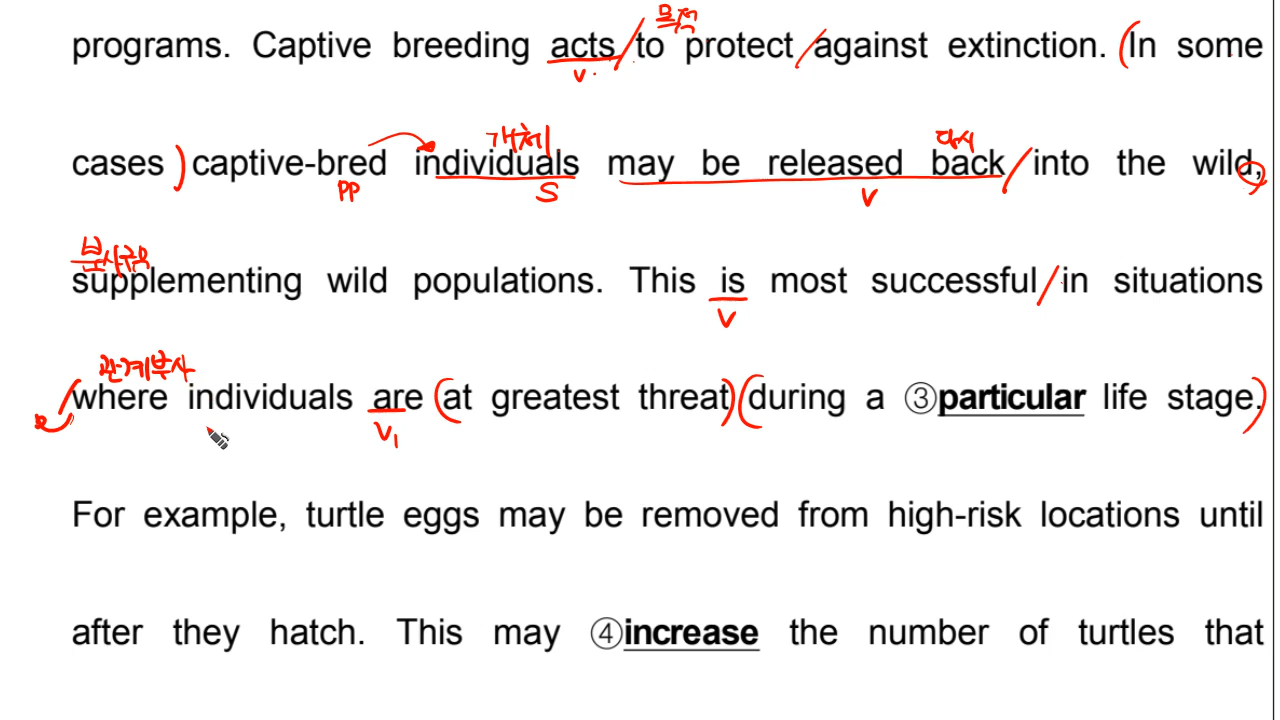 목적
programs. Captive breeding acts to protect against extinction. In some
v.
개체 다시
cases captive-bred individuals may be released back into the wild,
pp S V
분사구문
supplementing wild populations. This is most successful in situations
V
관계부사
where individuals are at greatest threat during a ③particular life stage.
V1
For example, turtle eggs may be removed from high-risk locations until
after they hatch. This may ④increase the number of turtles that